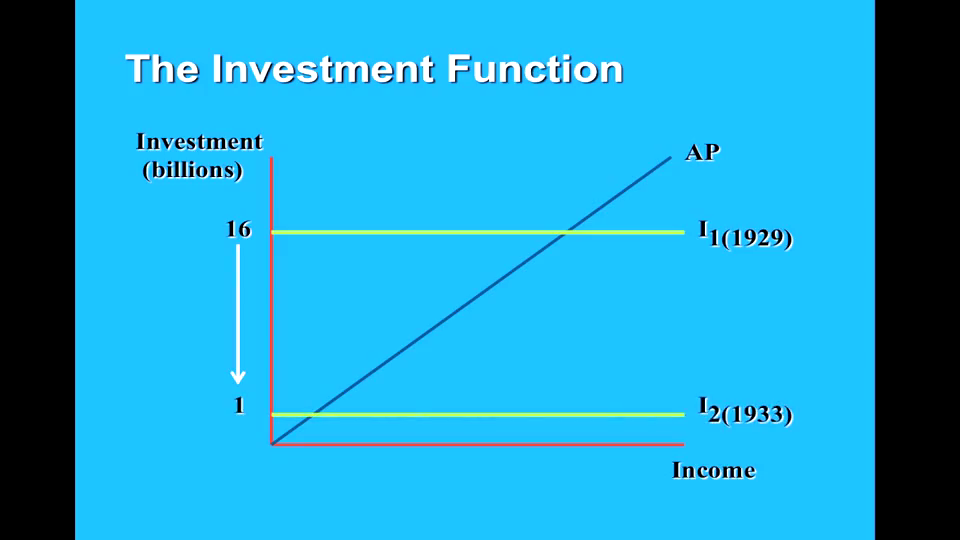 The Investment Function
Investment
(billions)
AP
16
I1(1929)
1
I2(1933)
Income